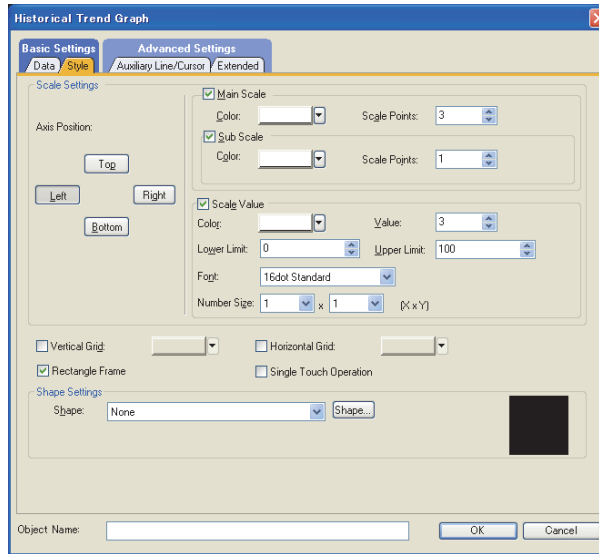 Historical Trend Graph
Basic Settings
Advanced Settings
Data
Style
Auxiliary Line/Cursor
Extended
Scale Settings
Axis Position:
Top
Left
Right
Bottom
Main Scale
Color:
Scale Points:
3
Sub Scale
Color:
Scale Points:
1
Scale Value
Color:
Value:
3
Lower Limit:
0
Upper Limit:
100
Font:
16dot Standard
Number Size:
1
x
1
(X x Y)
Vertical Grid:
Horizontal Grid:
Rectangle Frame
Single Touch Operation
Shape Settings
Shape:
None
Shape...
Object Name:
OK
Cancel